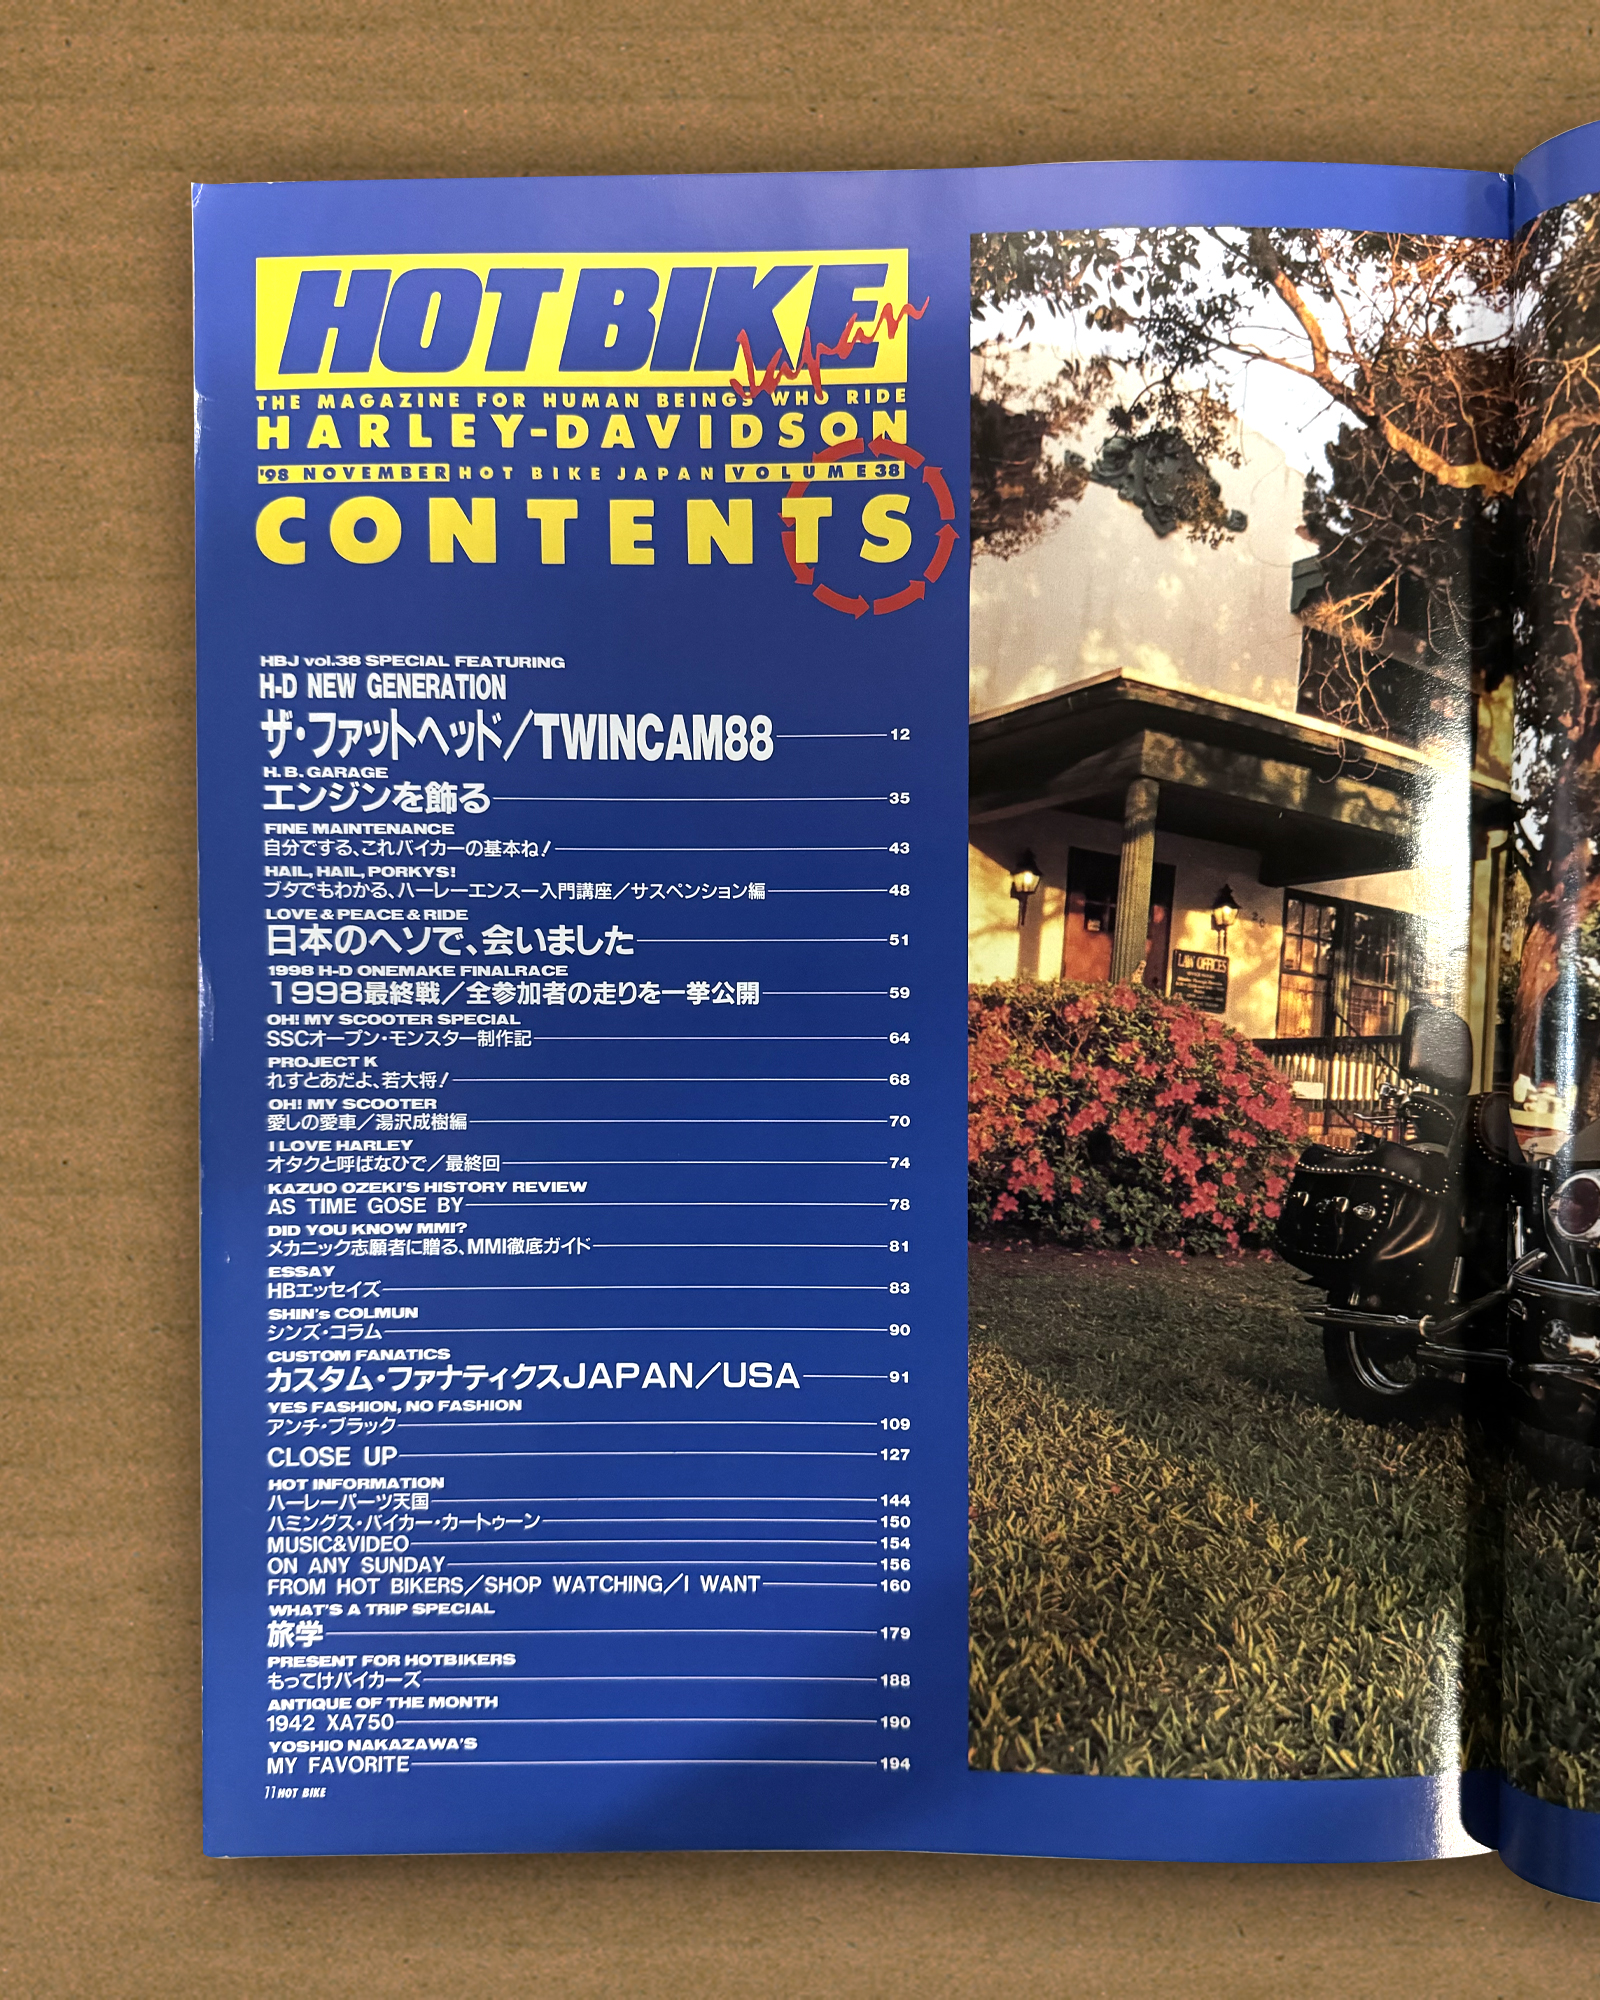 HOT BIKE
Japan
THE MAGAZINE FOR HUMAN BEINGS WHO RIDE
HARLEY-DAVIDSON
'98 NOVEMBER HOT BIKE JAPAN VOLUME 38
CONTENTS
HBJ vol.38 SPECIAL FEATURING
H-D NEW GENERATION
ザ・ファットヘッド／TWINCAM88 12
H.B.GARAGE
エンジンを飾る 35
FINE MAINTENANCE
自分でする、これバイカーの基本ね！ 43
HAIL, HAIL, PORKYS!
ブタでもわかる、ハーレーエンスー入門講座／サスペンション編 48
LOVE & PEACE & RIDE
日本のヘソで、会いました 51
1998 H-D ONEMAKE FINALRACE
1998最終戦／全参加者の走りを一挙公開 59
OH! MY SCOOTER SPECIAL
SSCオープン・モンスター制作記 64
PROJECT K
れすとあだよ、若大将！ 68
OH! MY SCOOTER
愛しの愛車／湯沢成樹編 70
I LOVE HARLEY
オタクと呼ばなひで／最終回 74
KAZUO OZEKI'S HISTORY REVIEW
AS TIME GOSE BY 78
DID YOU KNOW MMI?
メカニック志願者に贈る、MMI徹底ガイド 81
ESSAY
HBエッセイズ 83
SHIN's COLMUN
シンズ・コラム 90
CUSTOM FANATICS
カスタム・ファナティクスJAPAN／USA 91
YES FASHION, NO FASHION
アンチ・ブラック 109
CLOSE UP 127
HOT INFORMATION
ハーレーパーツ天国 144
ハミングス・バイカー・カートゥーン 150
MUSIC&VIDEO 154
ON ANY SUNDAY 156
FROM HOT BIKERS／SHOP WATCHING／I WANT 160
WHAT'S A TRIP SPECIAL
旅学 179
PRESENT FOR HOTBIKERS
もってけバイカーズ 188
ANTIQUE OF THE MONTH
1942 XA750 190
YOSHIO NAKAZAWA'S
MY FAVORITE 194
11 HOT BIKE
LAW OFFICES